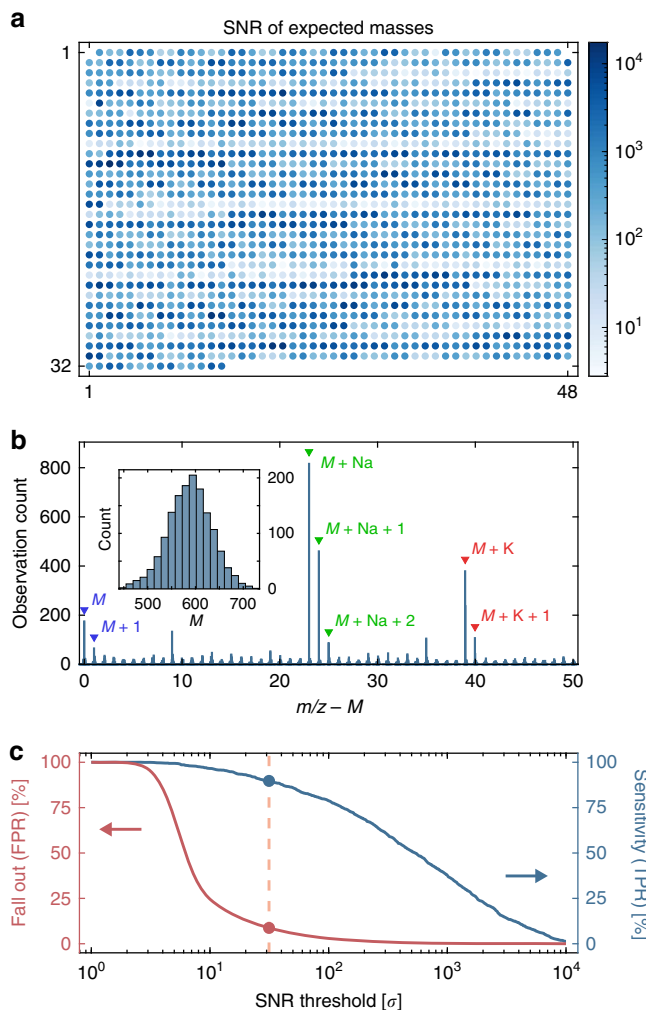 a
SNR of expected masses
1
32
1
48
10⁴
10³
10²
10¹
b
Observation count
800
600
400
200
0
0
10
20
30
40
50
m/z – M
M
M + 1
M + Na
M + Na + 1
M + Na + 2
M + K
M + K + 1
Count
200
100
0
500
600
700
M
c
Fall out (FPR) [%]
100
75
50
25
0
Sensitivity (TPR) [%]
100
75
50
25
0
10⁰
10¹
10²
10³
10⁴
SNR threshold [σ]